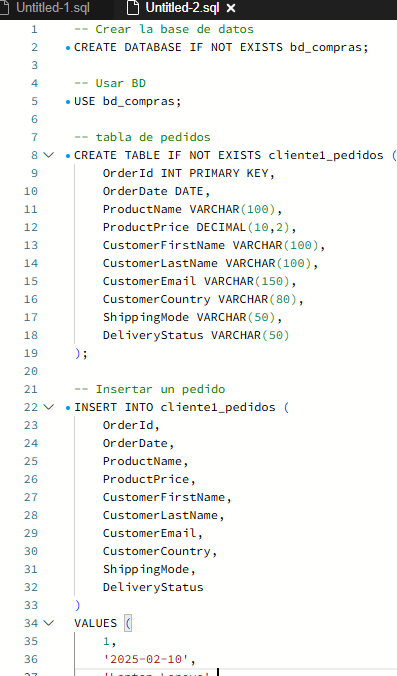 Untitled-1.sql Untitled-2.sql
1 -- Crear la base de datos
2 CREATE DATABASE IF NOT EXISTS bd_compras;
3
4 -- Usar BD
5 USE bd_compras;
6
7 -- tabla de pedidos
8 CREATE TABLE IF NOT EXISTS cliente1_pedidos (
9 OrderId INT PRIMARY KEY,
10 OrderDate DATE,
11 ProductName VARCHAR(100),
12 ProductPrice DECIMAL(10,2),
13 CustomerFirstName VARCHAR(100),
14 CustomerLastName VARCHAR(100),
15 CustomerEmail VARCHAR(150),
16 CustomerCountry VARCHAR(80),
17 ShippingMode VARCHAR(50),
18 DeliveryStatus VARCHAR(50)
19 );
20
21 -- Insertar un pedido
22 INSERT INTO cliente1_pedidos (
23 OrderId,
24 OrderDate,
25 ProductName,
26 ProductPrice,
27 CustomerFirstName,
28 CustomerLastName,
29 CustomerEmail,
30 CustomerCountry,
31 ShippingMode,
32 DeliveryStatus
33 )
34 VALUES (
35 1,
36 '2025-02-10',
37 'Laptop Lenovo',